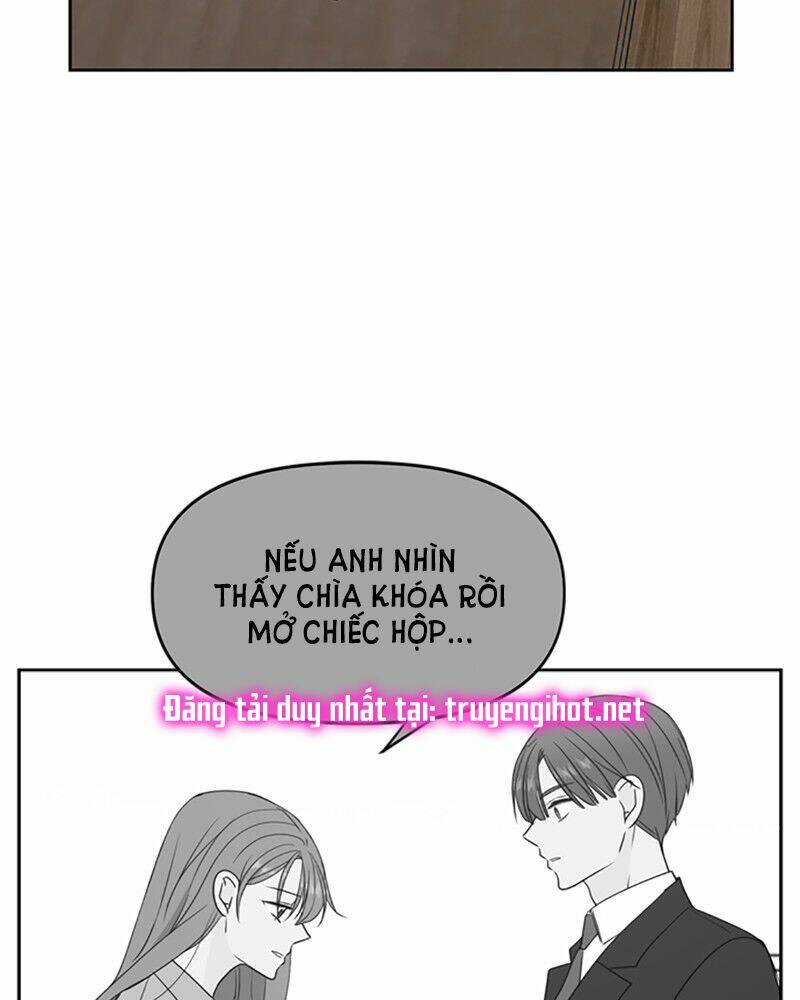 NẾU ANH NHÌN
THẤY CHÌA KHÓA RỒI
MỞ CHIẾC HỘP...
Đăng tải duy nhất tại: truyengihot.net